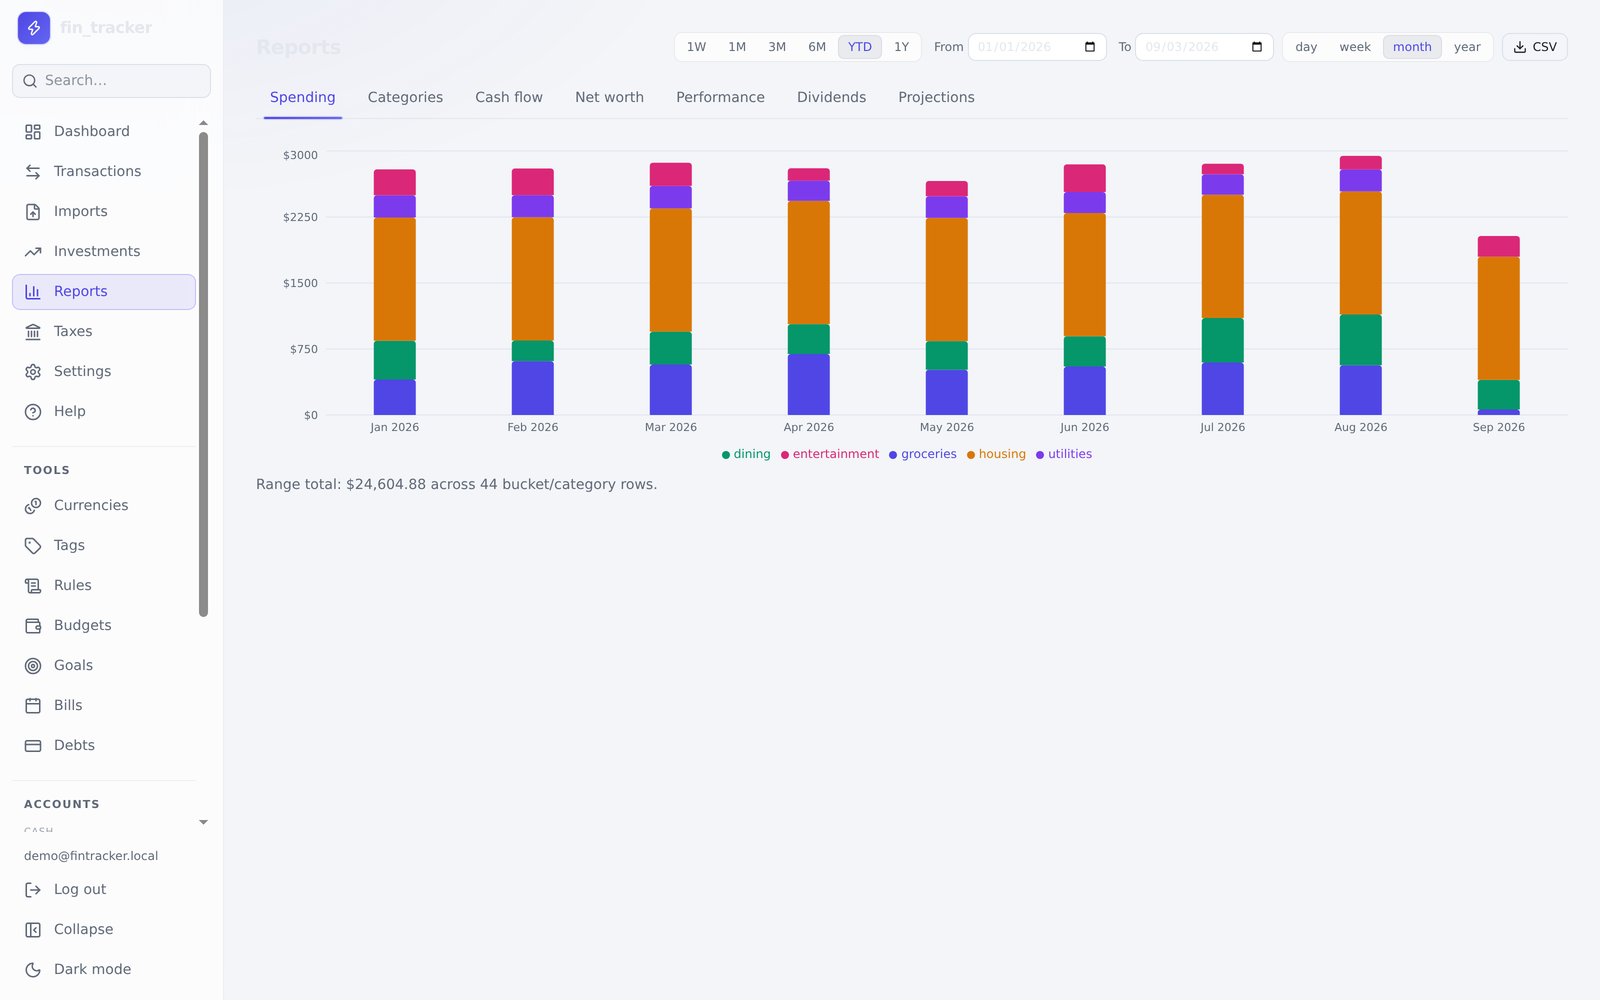 fin_tracker
Search...
Dashboard
Transactions
Imports
Investments
Reports
Taxes
Settings
Help
TOOLS
Currencies
Tags
Rules
Budgets
Goals
Bills
Debts
ACCOUNTS
CASH
demo@fintracker.local
Log out
Collapse
Dark mode
Reports
1W 1M 3M 6M YTD 1Y From 01/01/2026 To 09/03/2026 day week month year CSV
Spending Categories Cash flow Net worth Performance Dividends Projections
$3000
$2250
$1500
$750
$0
Jan 2026 Feb 2026 Mar 2026 Apr 2026 May 2026 Jun 2026 Jul 2026 Aug 2026 Sep 2026
dining entertainment groceries housing utilities
Range total: $24,604.88 across 44 bucket/category rows.